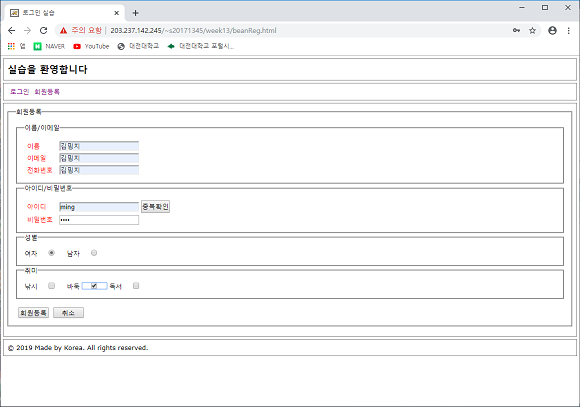 로그인 실습
주의 요함 203.237.142.245/~s20171345/week13/beanReg.html
앱 NAVER YouTube 대전대학교 대전대학교 포털시...
실습을 환영합니다
로그인 회원등록
회원등록
이름/이메일
이름 김밍지
이메일 김밍지
전화번호 김밍지
아이디/비밀번호
아이디 ming 중복확인
비밀번호 ••••
성별
여자 남자
취미
낚시 바둑 독서
회원등록 취소
© 2019 Made by Korea. All rights reserved.